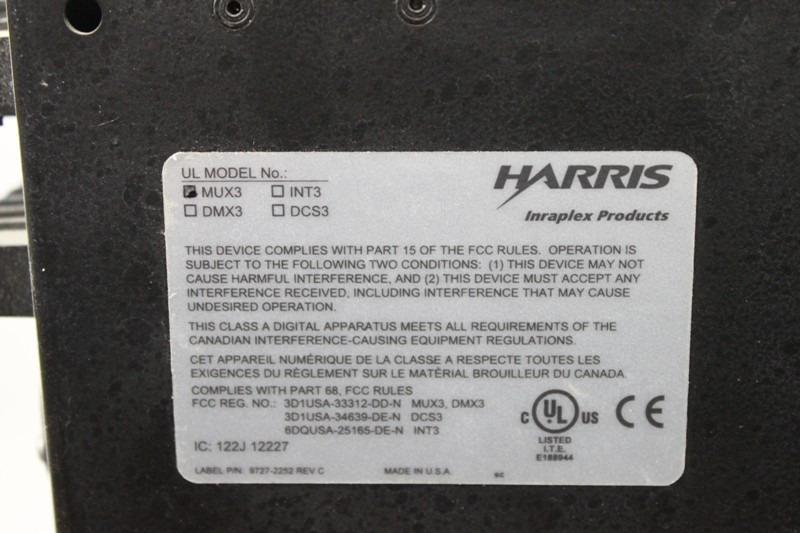 UL MODEL No.:
MUX3 INT3
DMX3 DCS3
HARRIS
Inraplex Products
THIS DEVICE COMPLIES WITH PART 15 OF THE FCC RULES. OPERATION IS
SUBJECT TO THE FOLLOWING TWO CONDITIONS: (1) THIS DEVICE MAY NOT
CAUSE HARMFUL INTERFERENCE, AND (2) THIS DEVICE MUST ACCEPT ANY
INTERFERENCE RECEIVED, INCLUDING INTERFERENCE THAT MAY CAUSE
UNDESIRED OPERATION.
THIS CLASS A DIGITAL APPARATUS MEETS ALL REQUIREMENTS OF THE
CANADIAN INTERFERENCE-CAUSING EQUIPMENT REGULATIONS.
CET APPAREIL NUMÉRIQUE DE LA CLASSE A RESPECTE TOUTES LES
EXIGENCES DU RÈGLEMENT SUR LE MATÉRIAL BROUILLEUR DU CANADA.
COMPLIES WITH PART 68, FCC RULES
FCC REG. NO.: 3D1USA-33312-DD-N MUX3, DMX3
3D1USA-34639-DE-N DCS3
6DQUSA-25165-DE-N INT3
IC: 122J 12227
C UL US CE
LISTED
I.T.E.
E188944
LABEL P/N: 9727-2252 REV C MADE IN U.S.A.